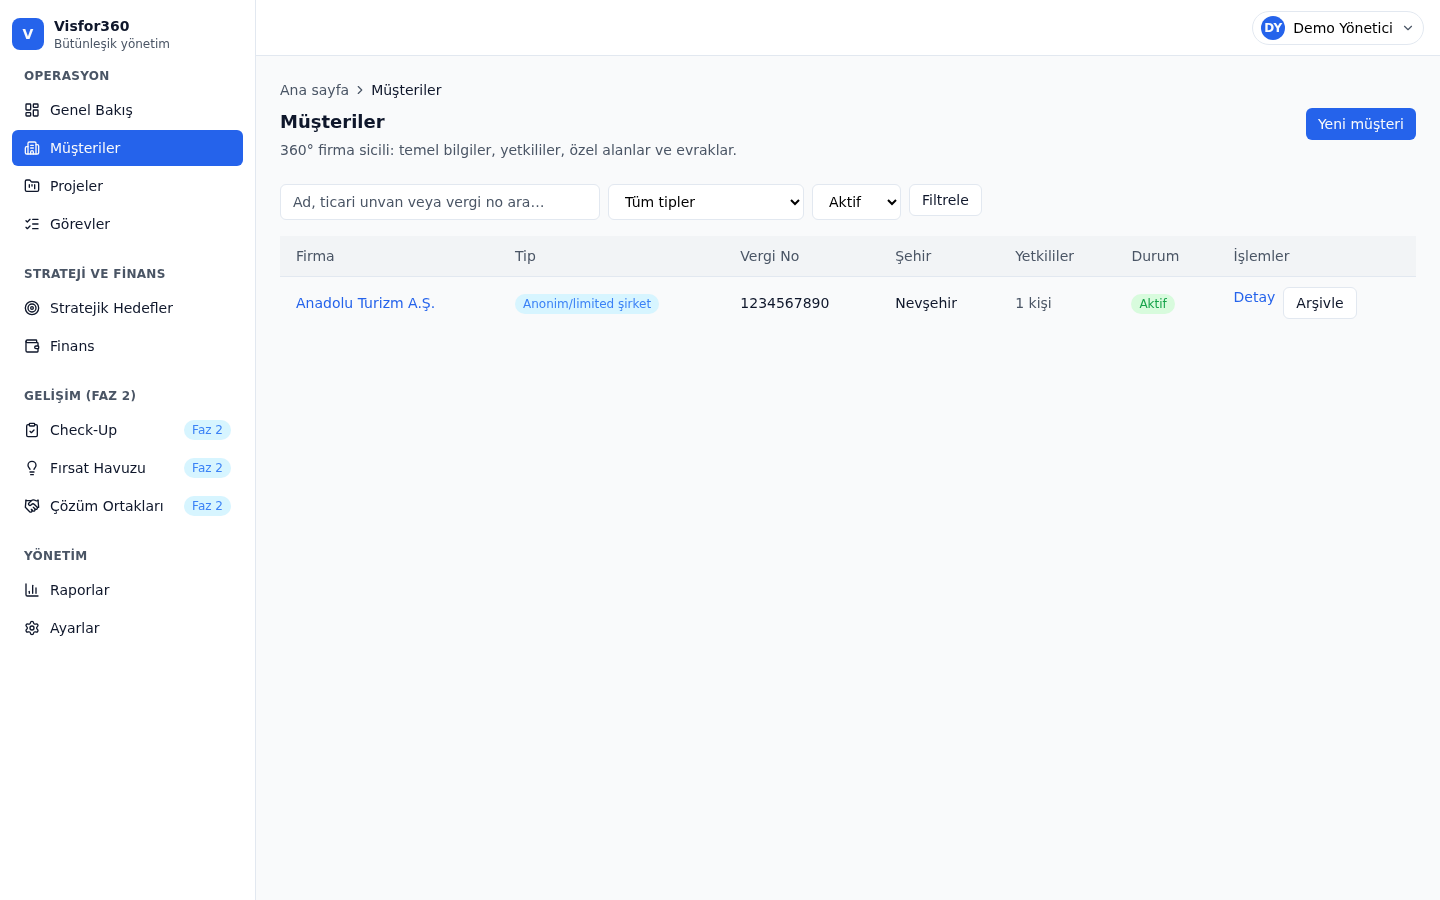 V
Visfor360
Bütünleşik yönetim
DY
Demo Yönetici
OPERASYON
Genel Bakış
Müşteriler
Projeler
Görevler
STRATEJİ VE FİNANS
Stratejik Hedefler
Finans
GELİŞİM (FAZ 2)
Check-Up
Faz 2
Fırsat Havuzu
Faz 2
Çözüm Ortakları
Faz 2
YÖNETİM
Raporlar
Ayarlar
Ana sayfa
Müşteriler
Müşteriler
360° firma sicili: temel bilgiler, yetkililer, özel alanlar ve evraklar.
Yeni müşteri
Ad, ticari unvan veya vergi no ara…
Tüm tipler
Aktif
Filtrele
Firma Tip Vergi No Şehir Yetkililer Durum İşlemler
Anadolu Turizm A.Ş. Anonim/limited şirket 1234567890 Nevşehir 1 kişi Aktif Detay Arşivle